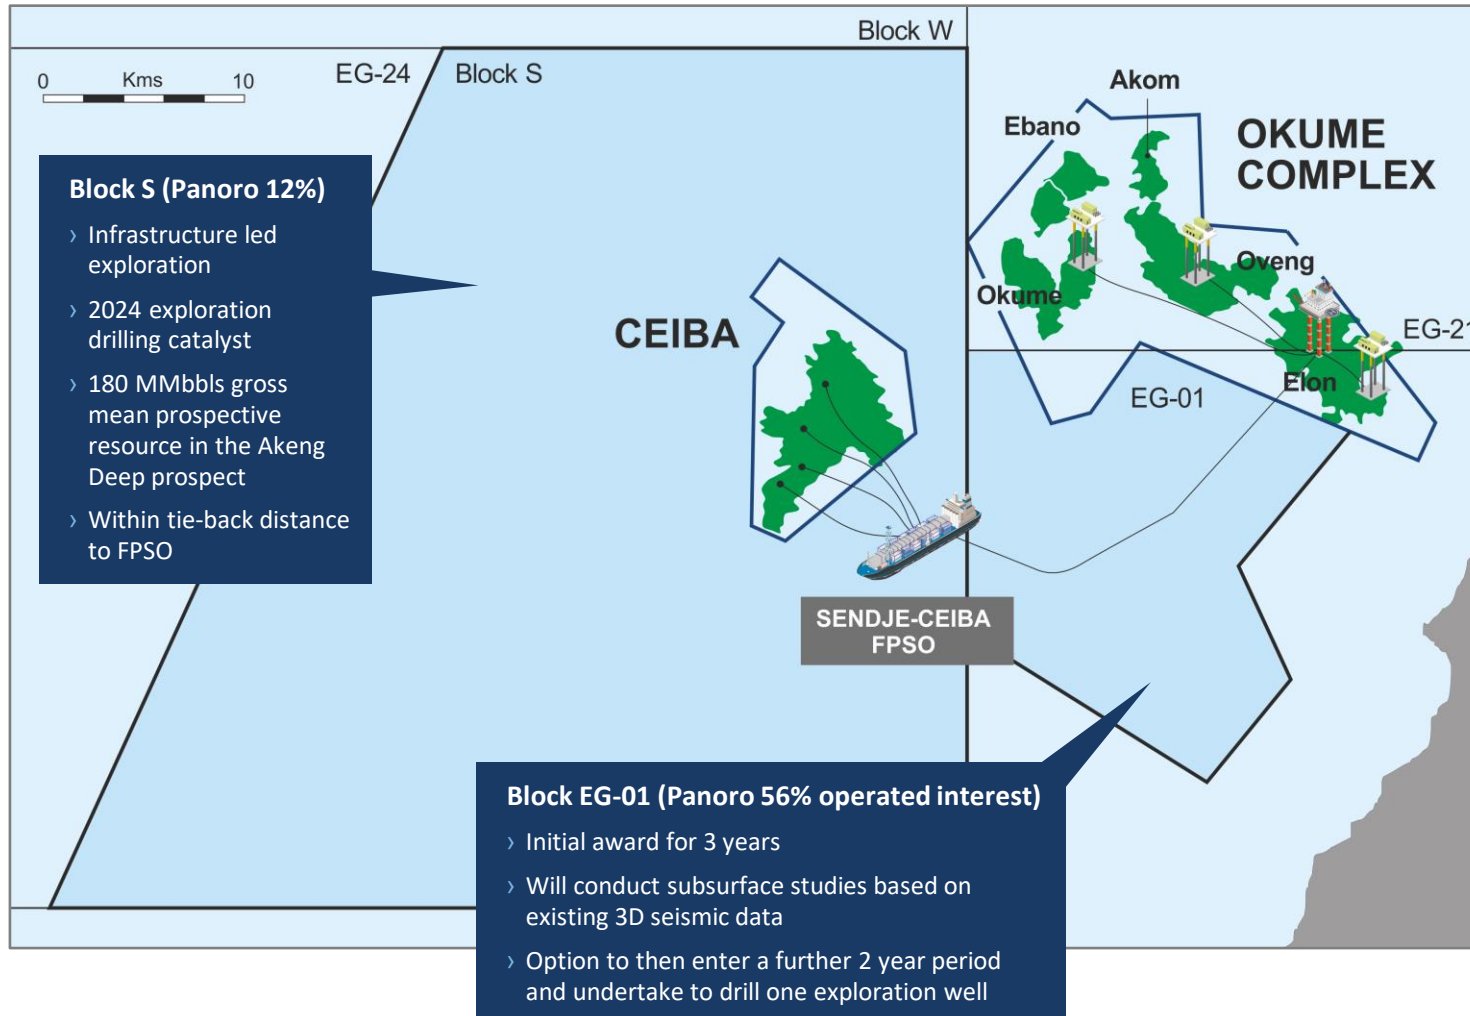 Block W
0 Kms 10
EG-24
Block S
Akom
Ebano
OKUME
COMPLEX
Block S (Panoro 12%)
› Infrastructure led
exploration
› 2024 exploration
drilling catalyst
› 180 MMbbls gross
mean prospective
resource in the Akeng
Deep prospect
› Within tie-back distance
to FPSO
Oveng
Okume
CEIBA
EG-21
Elon
EG-01
SENDJE-CEIBA
FPSO
Block EG-01 (Panoro 56% operated interest)
› Initial award for 3 years
› Will conduct subsurface studies based on
existing 3D seismic data
› Option to then enter a further 2 year period
and undertake to drill one exploration well